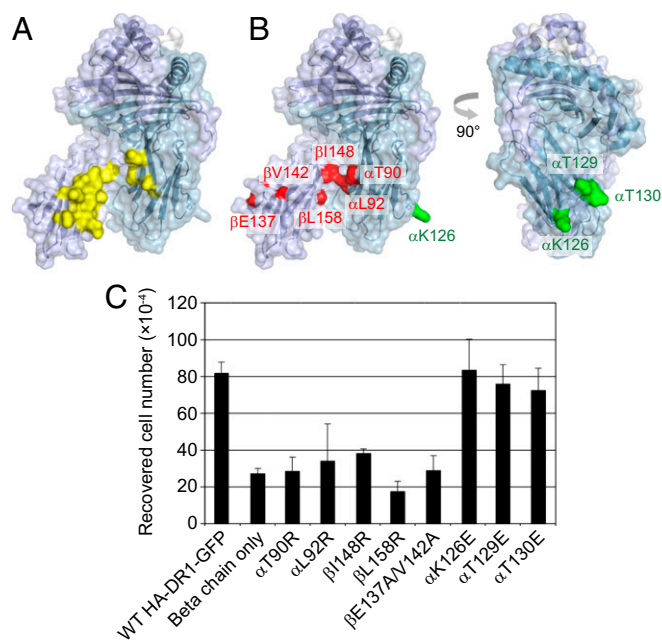 A
B
90°
βI148
βV142
αT90
βE137
βL158
αL92
αK126
αT129
αT130
αK126
C
Recovered cell number (×10⁻⁴)
120
100
80
60
40
20
0
WT HA-DR1-GFP
Beta chain only
αT90R
αL92R
βI148R
βL158R
βE137A/V142A
αK126E
αT129E
αT130E